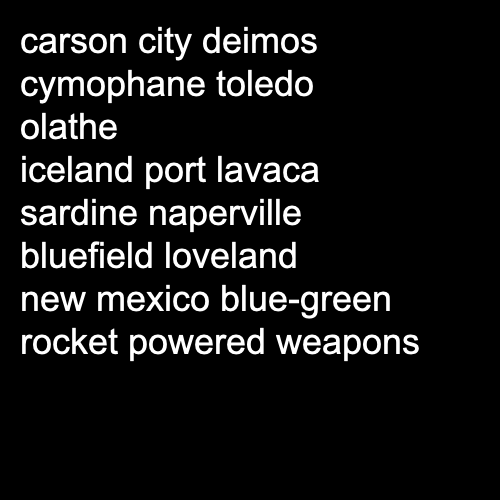 carson city deimos
cymophane toledo
olathe
iceland port lavaca
sardine naperville
bluefield loveland
new mexico blue-green
rocket powered weapons